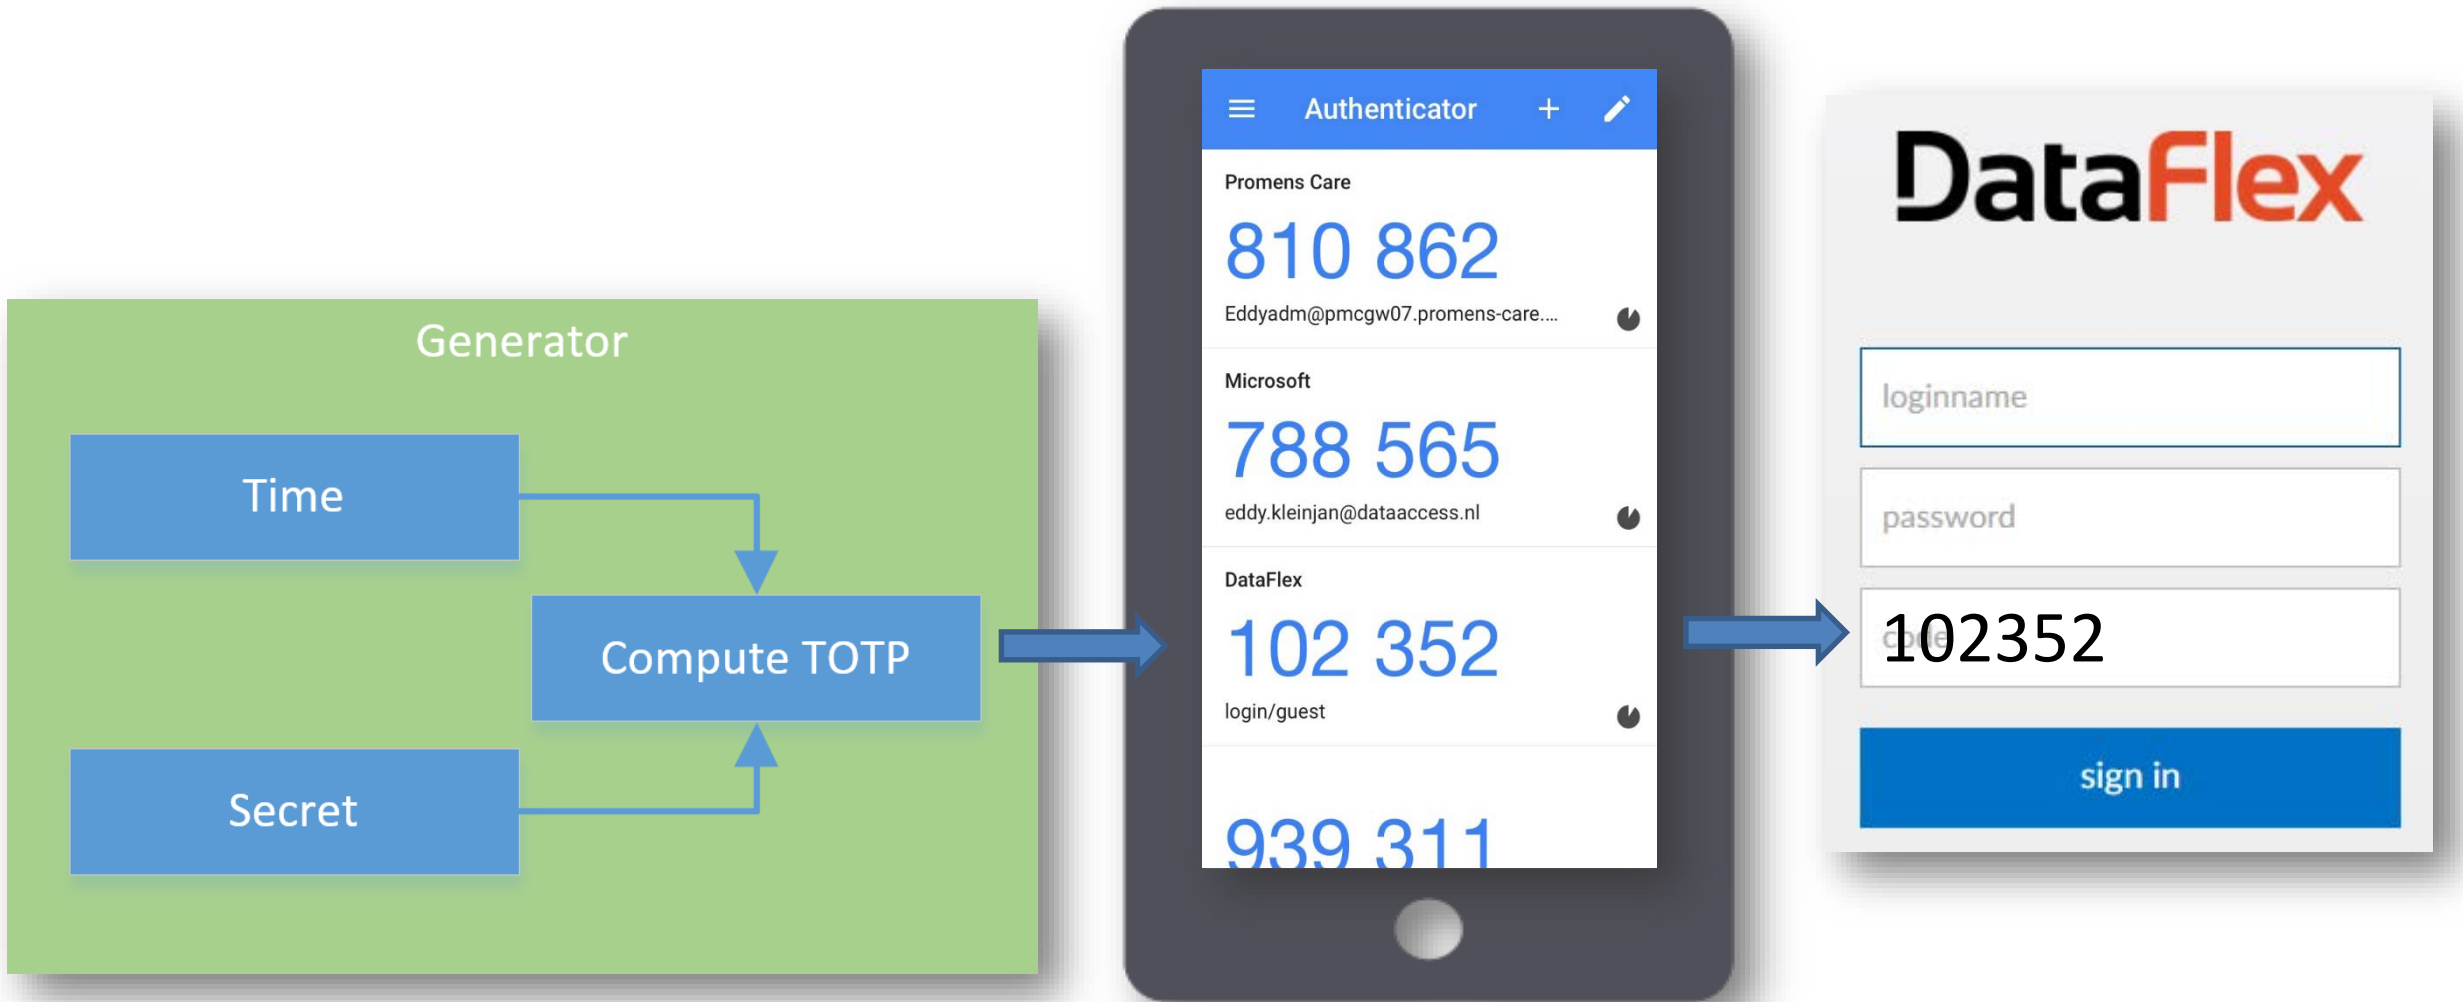 Generator
Time
Compute TOTP
Secret
Authenticator
Promens Care
810 862
Eddyadm@pmcgw07.promens-care....
Microsoft
788 565
eddy.kleinjan@dataaccess.nl
DataFlex
102 352
login/guest
939 311
DataFlex
loginname
password
code
102352
sign in